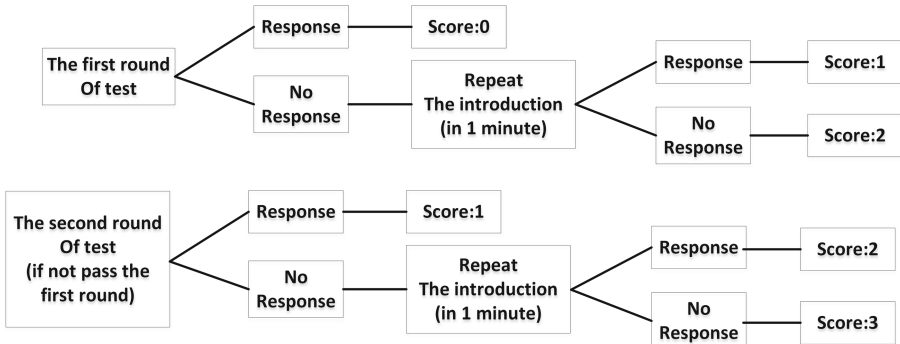 The first round
Of test
Response
Score:0
No
Response
Repeat
The introduction
(in 1 minute)
Response
Score:1
No
Response
Score:2
The second round
Of test
(if not pass the
first round)
Response
Score:1
No
Response
Repeat
The introduction
(in 1 minute)
Response
Score:2
No
Response
Score:3